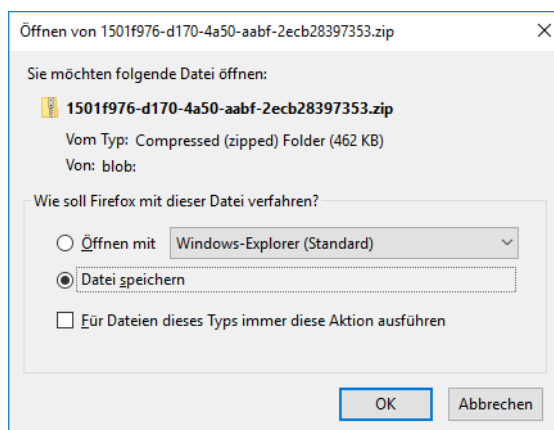 Öffnen von 1501f976-d170-4a50-aabf-2ecb28397353.zip
Sie möchten folgende Datei öffnen:
1501f976-d170-4a50-aabf-2ecb28397353.zip
Vom Typ: Compressed (zipped) Folder (462 KB)
Von: blob:
Wie soll Firefox mit dieser Datei verfahren?
Öffnen mit Windows-Explorer (Standard)
Datei speichern
Für Dateien dieses Typs immer diese Aktion ausführen
OK Abbrechen